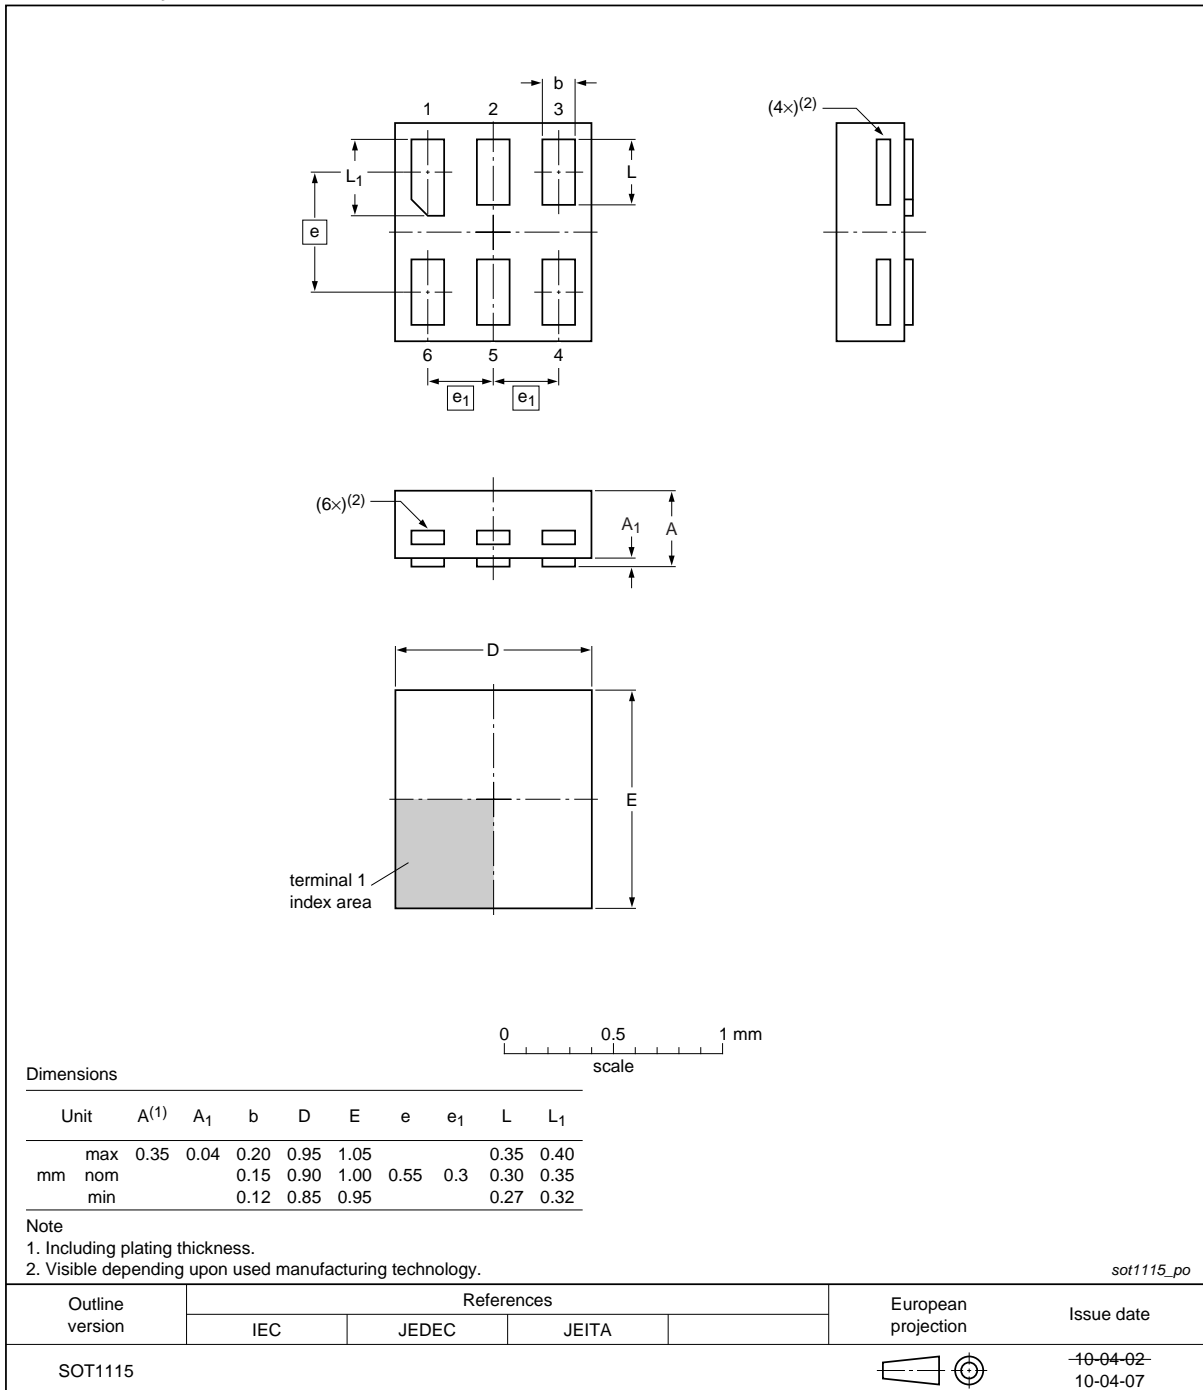 b
1 2 3
(4×)(2)
L1
L
e
6 5 4
e1 e1
(6×)(2)
A1 A
D
E
terminal 1
index area
0 0.5 1 mm
scale
Dimensions
Unit A(1) A1 b D E e e1 L L1
max 0.35 0.04 0.20 0.95 1.05 0.35 0.40
mm nom 0.15 0.90 1.00 0.55 0.3 0.30 0.35
min 0.12 0.85 0.95 0.27 0.32
Note
1. Including plating thickness.
2. Visible depending upon used manufacturing technology.
sot1115_po
Outline version References European projection Issue date
IEC JEDEC JEITA
SOT1115
10-04-02
10-04-07